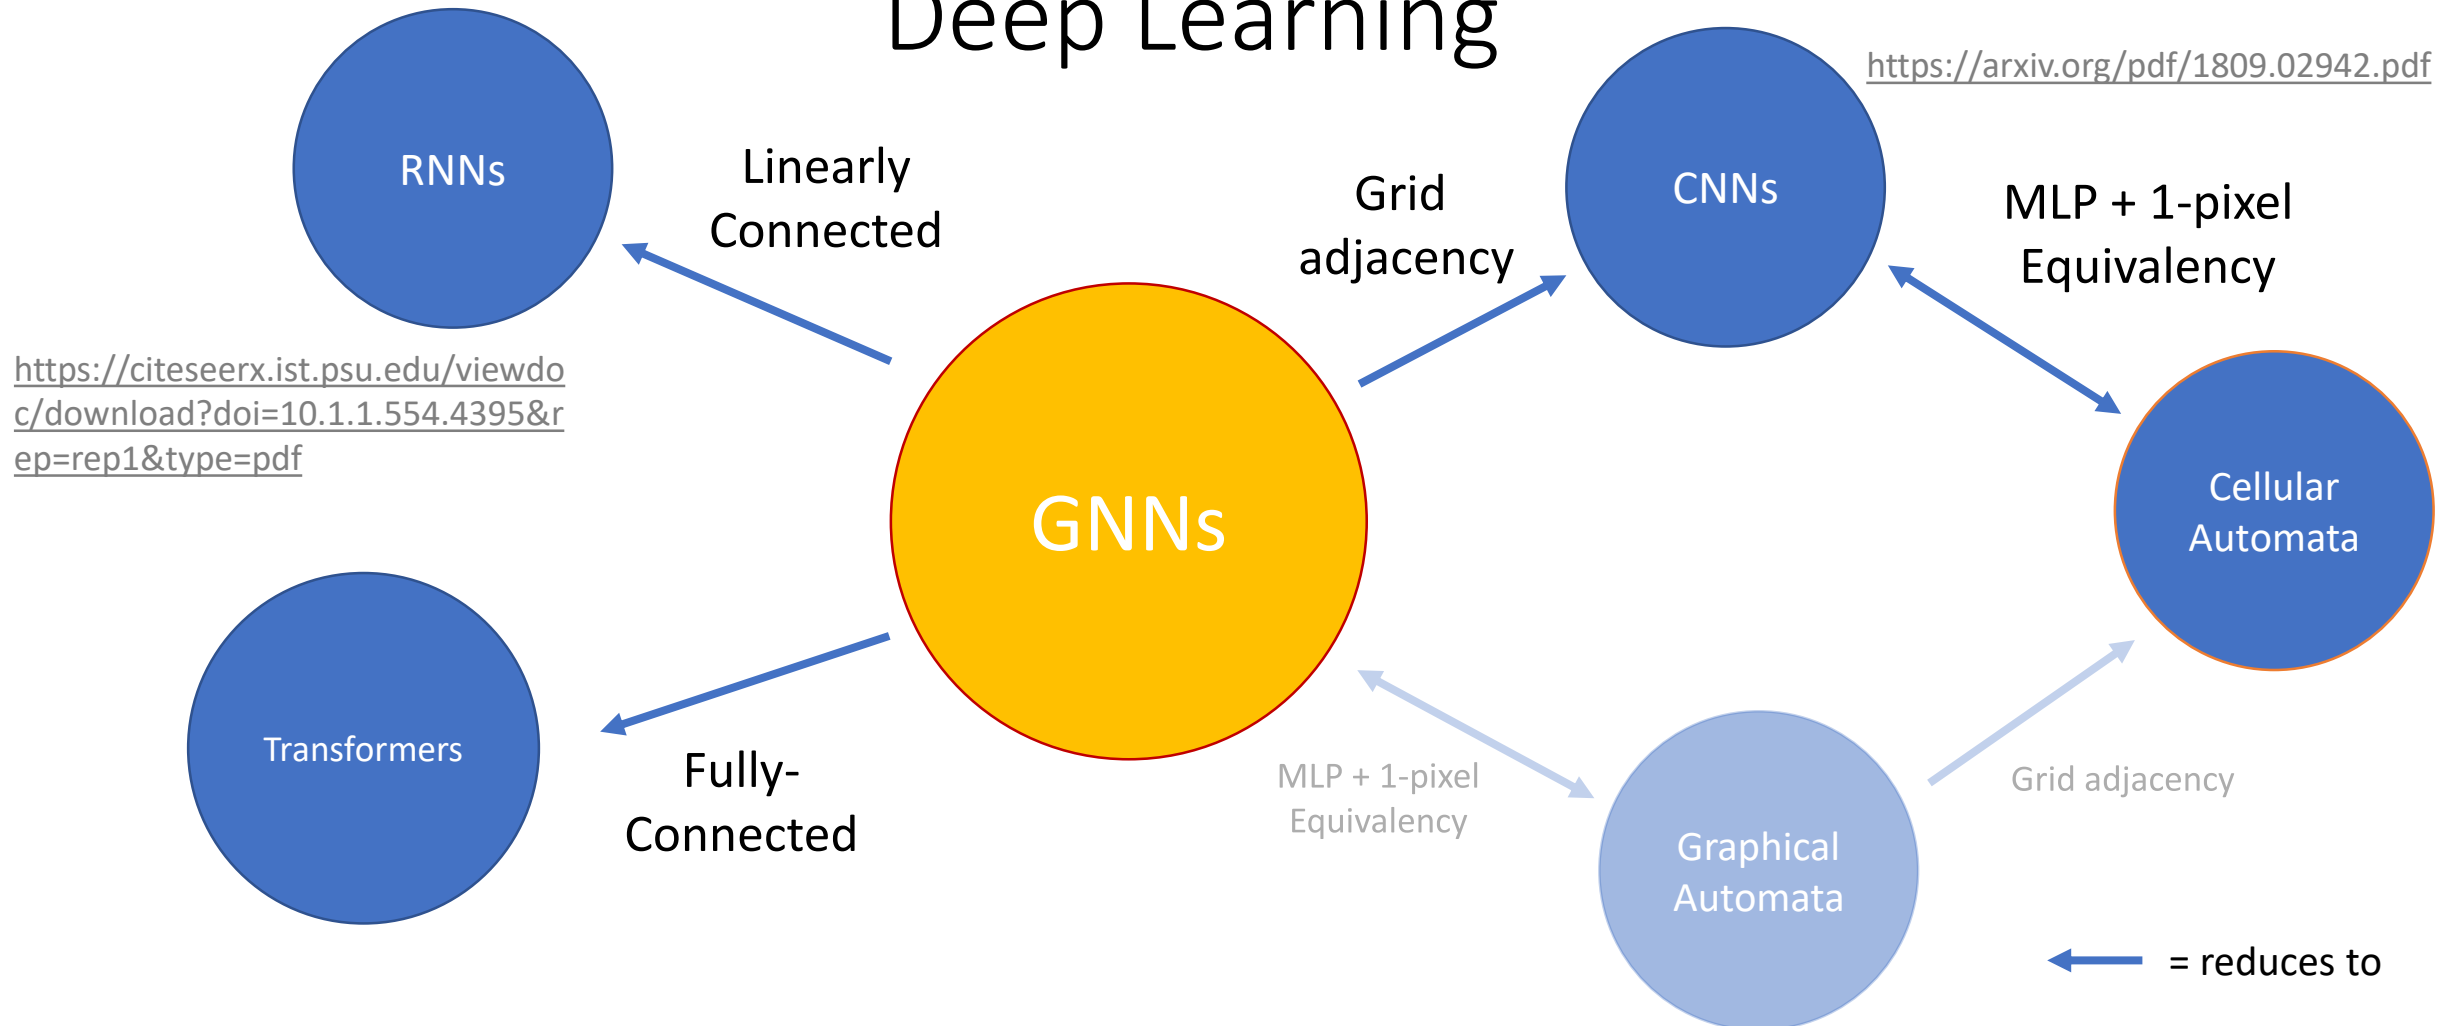 Deep Learning
https://arxiv.org/pdf/1809.02942.pdf
RNNs
Linearly
Connected
Grid
adjacency
CNNs
MLP + 1-pixel
Equivalency
https://citeseerx.ist.psu.edu/viewdo
c/download?doi=10.1.1.554.4395&r
ep=rep1&type=pdf
GNNs
Cellular
Automata
Transformers
Fully-
Connected
MLP + 1-pixel
Equivalency
Grid adjacency
Graphical
Automata
= reduces to